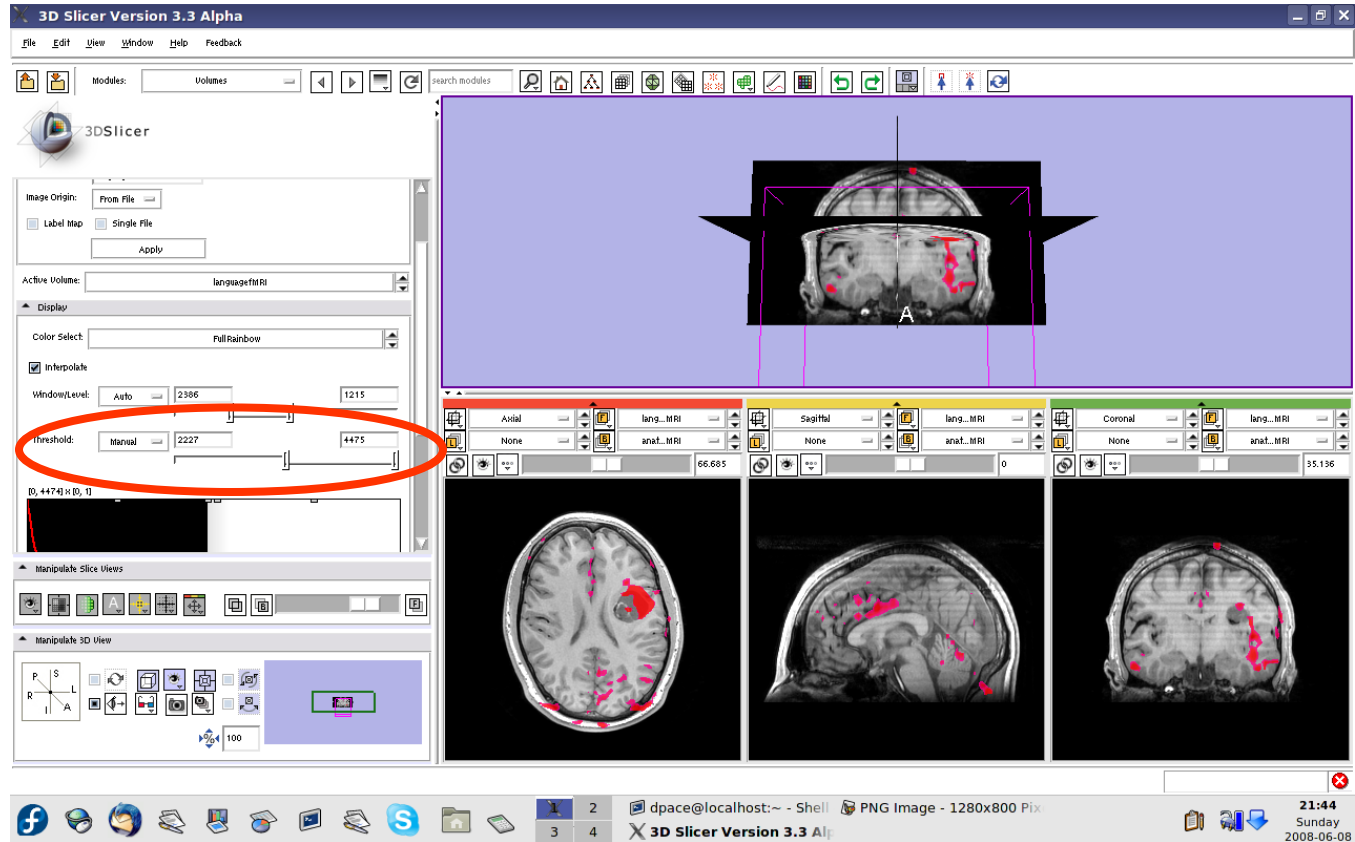 3D Slicer Version 3.3 Alpha
File Edit View Window Help Feedback
Modules: Volumes search modules
3DSlicer
Image Origin: From File
Label Map Single File
Apply
Active Volume: languagefMRI
Display
Color Select: FullRainbow
Interpolate
Window/Level: Auto 2386 1215
Threshold: Manual 2227 4475
[0, 4474] x [0, 1]
Manipulate Slice Views
Manipulate 3D View
P S
R L
I A
% 100
A
Axial F lang...MRI
L None B anat...MRI
66.685
Sagittal F lang...MRI
L None B anat...MRI
0
Coronal F lang...MRI
L None B anat...MRI
35.136
1 2
3 4
dpace@localhost:~ - Shell
PNG Image - 1280x800 Pix
3D Slicer Version 3.3 Alp
21:44
Sunday
2008-06-08